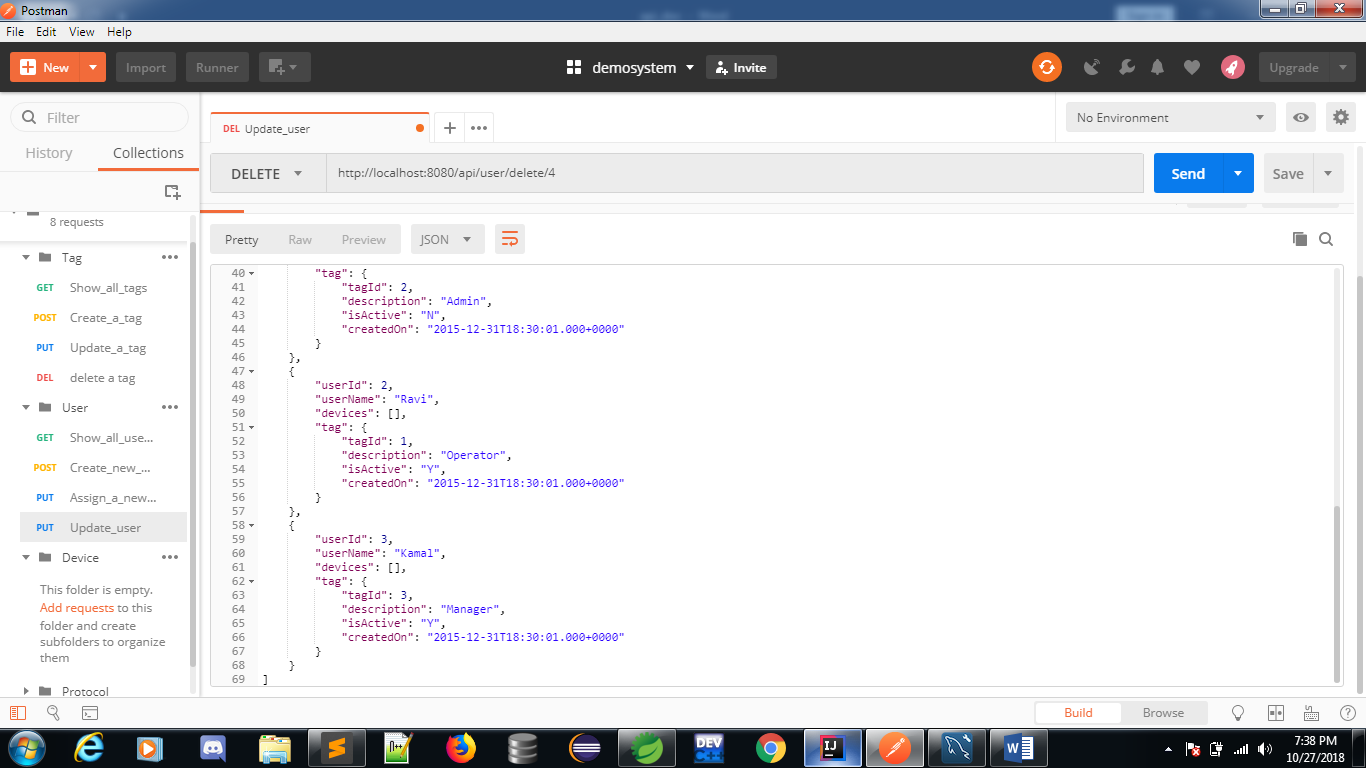 Postman
File Edit View Help
New Import Runner demosystem Invite Upgrade
Filter
History Collections
8 requests
Tag
GET Show_all_tags
POST Create_a_tag
PUT Update_a_tag
DEL delete a tag
User
GET Show_all_use...
POST Create_new_...
PUT Assign_a_new...
PUT Update_user
Device
This folder is empty.
Add requests to this
folder and create
subfolders to organize
them
Protocol
DEL Update_user
No Environment
DELETE http://localhost:8080/api/user/delete/4 Send Save
Pretty Raw Preview JSON
40 "tag": {
41 "tagId": 2,
42 "description": "Admin",
43 "isActive": "N",
44 "createdOn": "2015-12-31T18:30:01.000+0000"
45 }
46 },
47 {
48 "userId": 2,
49 "userName": "Ravi",
50 "devices": [],
51 "tag": {
52 "tagId": 1,
53 "description": "Operator",
54 "isActive": "Y",
55 "createdOn": "2015-12-31T18:30:01.000+0000"
56 }
57 },
58 {
59 "userId": 3,
60 "userName": "Kamal",
61 "devices": [],
62 "tag": {
63 "tagId": 3,
64 "description": "Manager",
65 "isActive": "Y",
66 "createdOn": "2015-12-31T18:30:01.000+0000"
67 }
68 }
69 ]
Build Browse
N++
DEV
C++
IJ
W
7:38 PM
10/27/2018